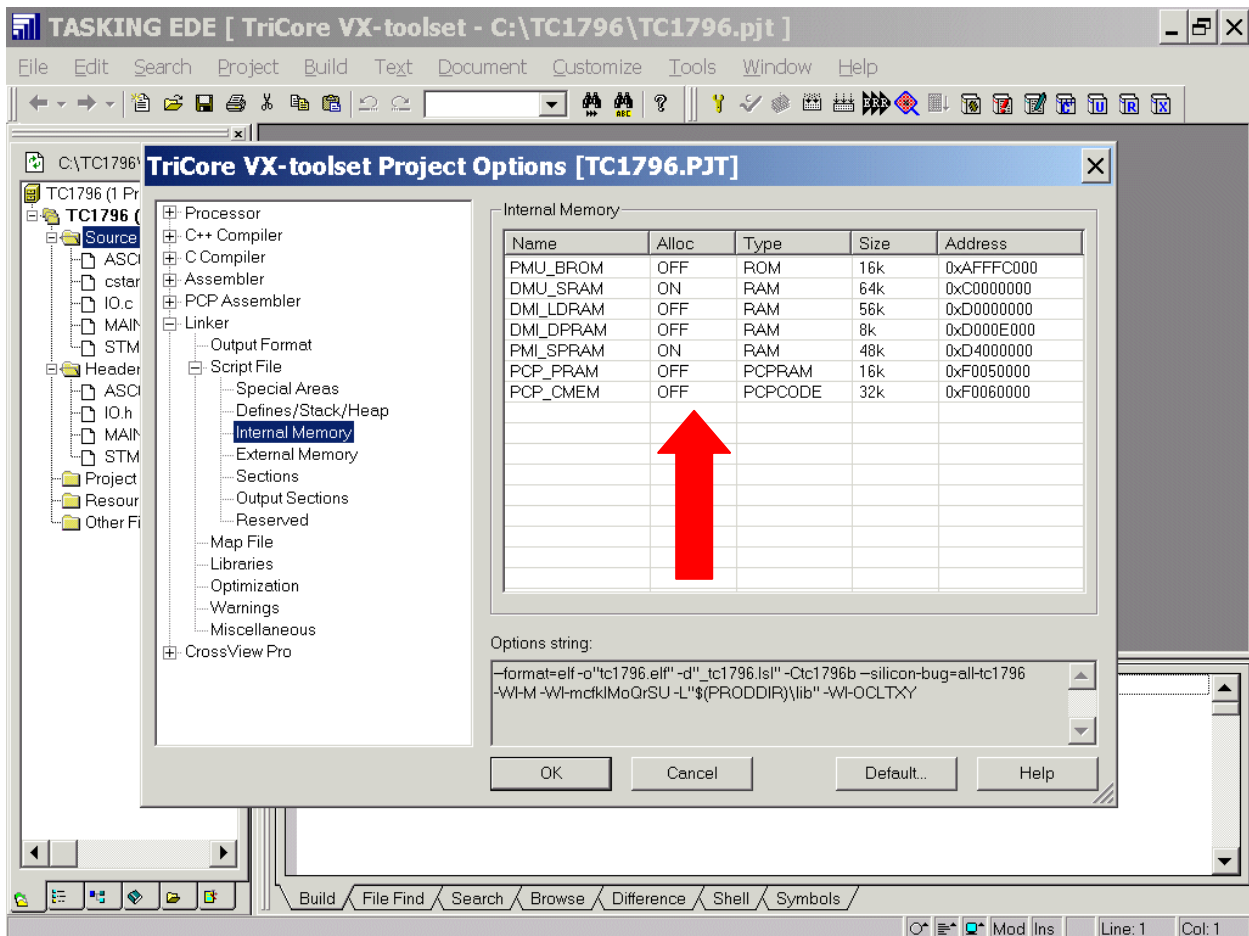 TASKING EDE [ TriCore VX-toolset - C:\TC1796\TC1796.pjt ]
File Edit Search Project Build Text Document Customize Tools Window Help
C:\TC1796\
TC1796 (1 Pr
TC1796 (
Source
ASC
cstar
IO.c
MAIN
STM
Header
ASC
IO.h
MAIN
STM
Project
Resour
Other Fi
TriCore VX-toolset Project Options [TC1796.PJT]
Processor
C++ Compiler
C Compiler
Assembler
PCP Assembler
Linker
Output Format
Script File
Special Areas
Defines/Stack/Heap
Internal Memory
External Memory
Sections
Output Sections
Reserved
Map File
Libraries
Optimization
Warnings
Miscellaneous
CrossView Pro
Internal Memory
Name Alloc Type Size Address
PMU_BROM OFF ROM 16k 0xAFFFC000
DMU_SRAM ON RAM 64k 0xC0000000
DMI_LDRAM OFF RAM 56k 0xD0000000
DMI_DPRAM OFF RAM 8k 0xD000E000
PMI_SPRAM ON RAM 48k 0xD4000000
PCP_PRAM OFF PCPRAM 16k 0xF0050000
PCP_CMEM OFF PCPCODE 32k 0xF0060000
Options string:
--format=elf -o"tc1796.elf" -d"_tc1796.lsl" -Ctc1796b --silicon-bug=all-tc1796
-Wl-M -Wl-mcfklMoQrSU -L"$(PRODDIR)\lib" -Wl-OCLTXY
OK Cancel Default... Help
Build File Find Search Browse Difference Shell Symbols
Mod Ins Line: 1 Col: 1